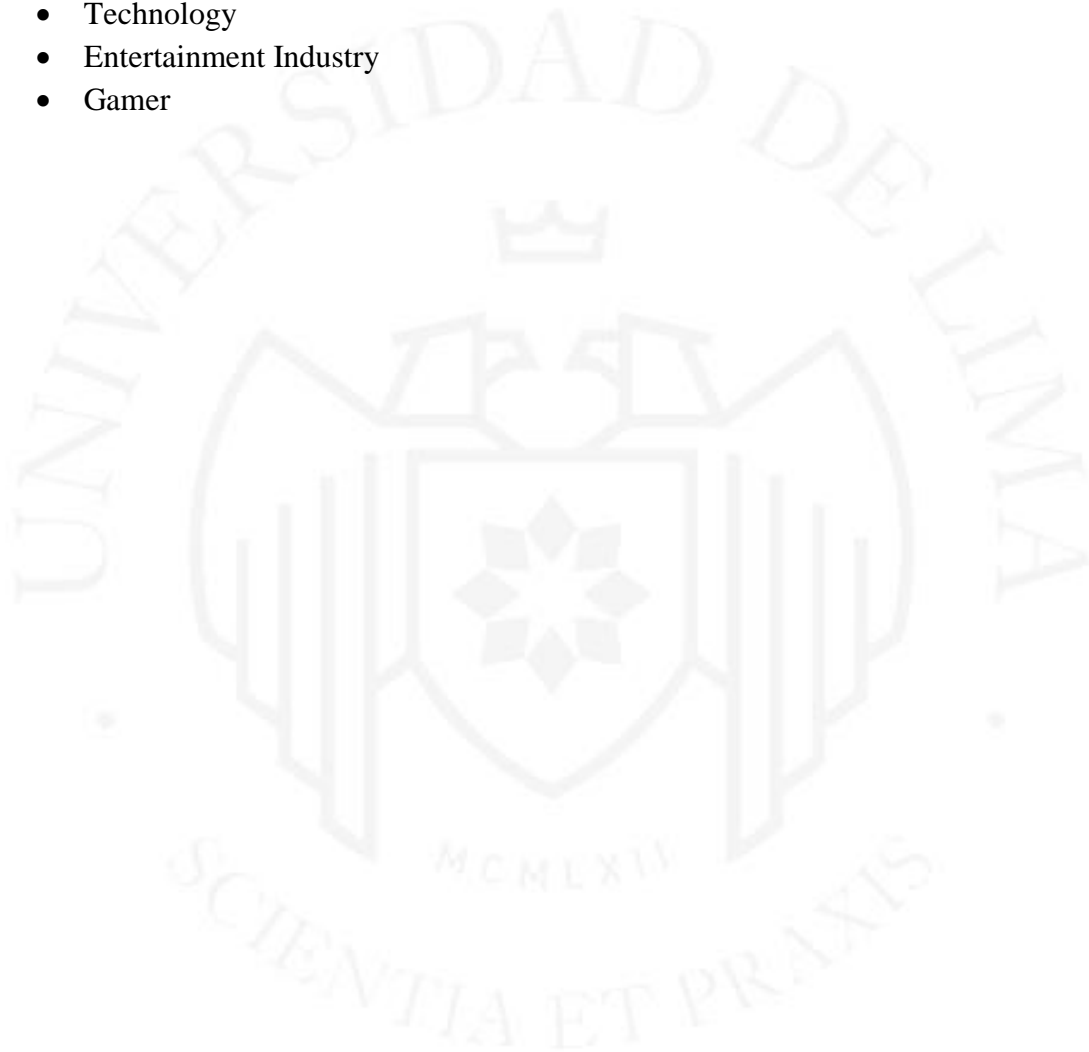 • Technology
• Entertainment Industry
• Gamer
UNIVERSIDAD DE LIMA
MCMLXII
SCIENTIA ET PRAXIS